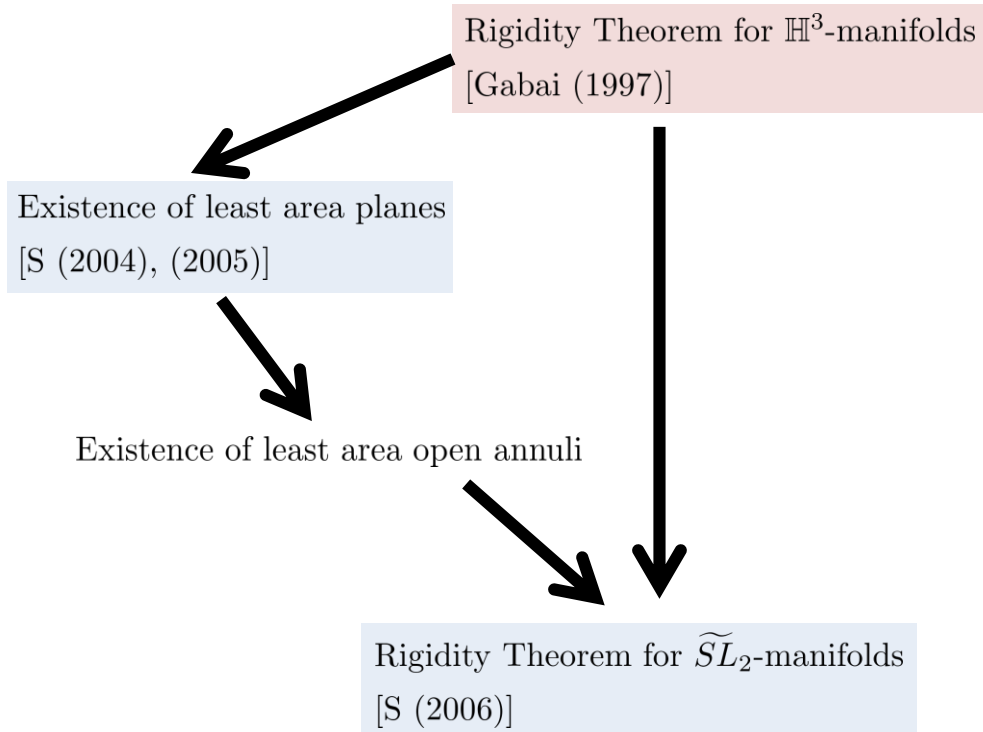 Rigidity Theorem for ℍ³-manifolds
[Gabai (1997)]
Existence of least area planes
[S (2004), (2005)]
Existence of least area open annuli
Rigidity Theorem for S͠L₂-manifolds
[S (2006)]